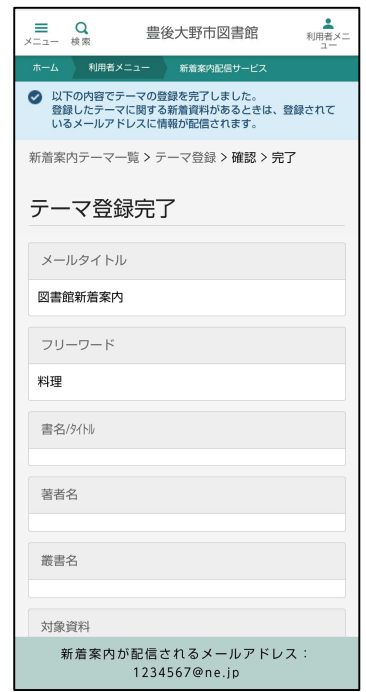 メニュー
検索
豊後大野市図書館
利用者メニ
ュー
ホーム
利用者メニュー
新着案内配信サービス
以下の内容でテーマの登録を完了しました。
登録したテーマに関する新着資料があるときは、登録されて
いるメールアドレスに情報が配信されます。
新着案内テーマ一覧 > テーマ登録 > 確認 > 完了
テーマ登録完了
メールタイトル
図書館新着案内
フリーワード
料理
書名/ﾀｲﾄﾙ
著者名
叢書名
対象資料
新着案内が配信されるメールアドレス：
1234567@ne.jp